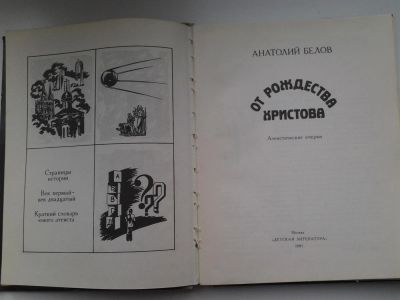 Страницы
истории
Век первый—
век двадцатый
Краткий словарь
юного атеиста
АНАТОЛИЙ БЕЛОВ
ОТ РОЖДЕСТВА
ХРИСТОВА
Атеистические очерки
Москва
«ДЕТСКАЯ ЛИТЕРАТУРА»